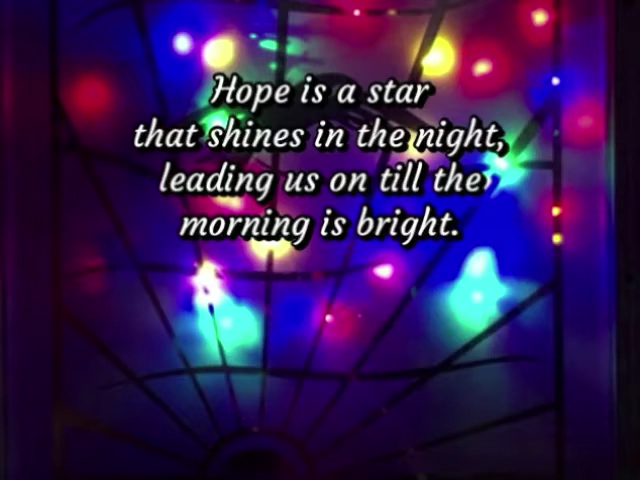 Hope is a star
that shines in the night,
leading us on till the
morning is bright.